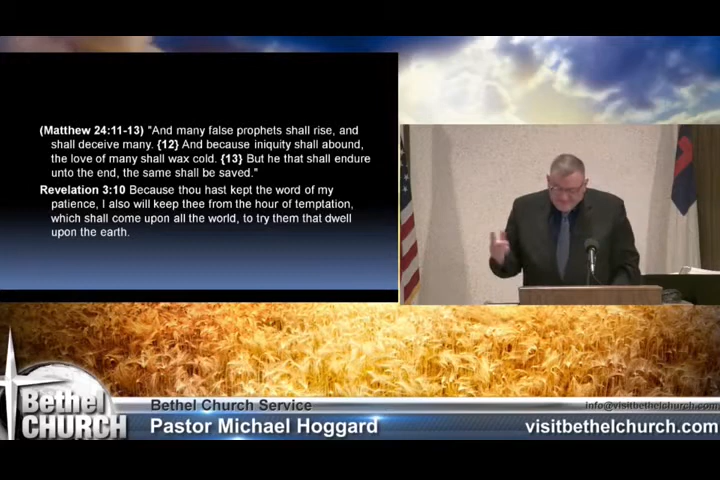 (Matthew 24:11-13) "And many false prophets shall rise, and
shall deceive many. {12} And because iniquity shall abound,
the love of many shall wax cold. {13} But he that shall endure
unto the end, the same shall be saved."
Revelation 3:10 Because thou hast kept the word of my
patience, I also will keep thee from the hour of temptation,
which shall come upon all the world, to try them that dwell
upon the earth.
Bethel
CHURCH
Bethel Church Service
info@visitbethelchurch.com
Pastor Michael Hoggard
visitbethelchurch.com